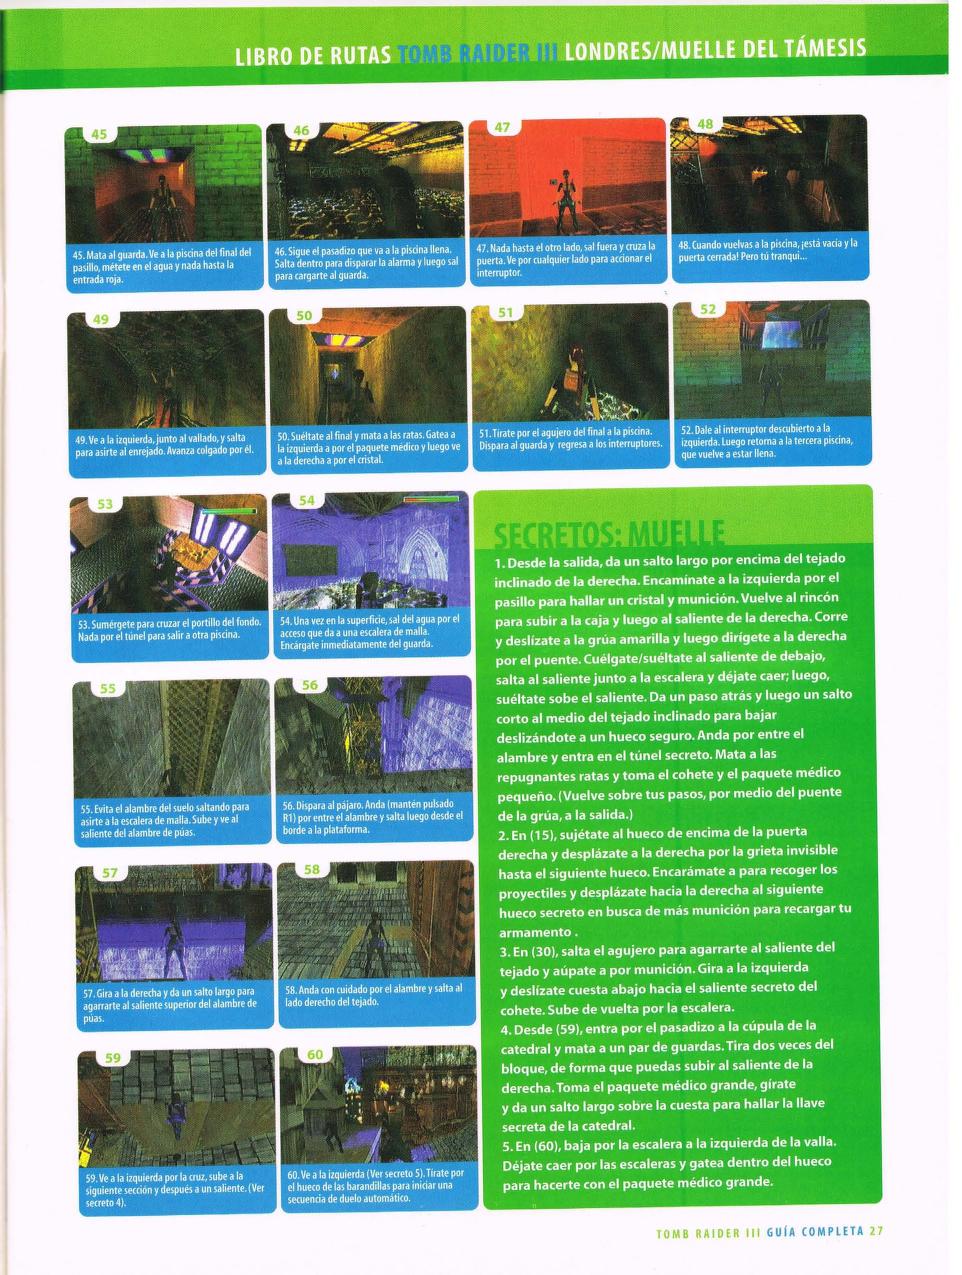 LIBRO DE RUTAS TOMB RAIDER III LONDRES/MUELLE DEL TÁMESIS
45
45. Mata al guarda. Ve a la piscina del final del
pasillo, métete en el agua y nada hasta la
entrada roja.
46
46. Sigue el pasadizo que va a la piscina llena.
Salta dentro para disparar la alarma y luego sal
para cargarte al guarda.
47
47. Nada hasta el otro lado, sal fuera y cruza la
puerta. Ve por cualquier lado para accionar el
interruptor.
48
48. Cuando vuelvas a la piscina, ¡está vacía y la
puerta cerrada! Pero tú tranqui...
49
49. Ve a la izquierda, junto al vallado, y salta
para asirte al enrejado. Avanza colgado por él.
50
50. Suéltate al final y mata a las ratas. Gatea a
la izquierda a por el paquete médico y luego ve
a la derecha a por el cristal.
51
51. Tírate por el agujero del final a la piscina.
Dispara al guarda y regresa a los interruptores.
52
52. Dale al interruptor descubierto a la
izquierda. Luego retorna a la tercera piscina,
que vuelve a estar llena.
53
53. Sumérgete para cruzar el portillo del fondo.
Nada por el túnel para salir a otra piscina.
54
54. Una vez en la superficie, sal del agua por el
acceso que da a una escalera de malla.
Encárgate inmediatamente del guarda.
55
55. Evita el alambre del suelo saltando para
asirte a la escalera de malla. Sube y ve al
saliente del alambre de púas.
56
56. Dispara al pájaro. Anda (mantén pulsado
R1) por entre el alambre y salta luego desde el
borde a la plataforma.
57
57. Gira a la derecha y da un salto largo para
agarrarte al saliente superior del alambre de
púas.
58
58. Anda con cuidado por el alambre y salta al
lado derecho del tejado.
59
59. Ve a la izquierda por la cruz, sube a la
siguiente sección y después a un saliente. (Ver
secreto 4).
60
60. Ve a la izquierda (Ver secreto 5). Tírate por
el hueco de las barandillas para iniciar una
secuencia de duelo automático.
SECRETOS: MUELLE
1. Desde la salida, da un salto largo por encima del tejado
inclinado de la derecha. Encamínate a la izquierda por el
pasillo para hallar un cristal y munición. Vuelve al rincón
para subir a la caja y luego al saliente de la derecha. Corre
y deslízate a la grúa amarilla y luego dirígete a la derecha
por el puente. Cuélgate/suéltate al saliente de debajo,
salta al saliente junto a la escalera y déjate caer; luego,
suéltate sobe el saliente. Da un paso atrás y luego un salto
corto al medio del tejado inclinado para bajar
deslizándote a un hueco seguro. Anda por entre el
alambre y entra en el túnel secreto. Mata a las
repugnantes ratas y toma el cohete y el paquete médico
pequeño. (Vuelve sobre tus pasos, por medio del puente
de la grúa, a la salida.)
2. En (15), sujétate al hueco de encima de la puerta
derecha y desplázate a la derecha por la grieta invisible
hasta el siguiente hueco. Encarámate a para recoger los
proyectiles y desplázate hacia la derecha al siguiente
hueco secreto en busca de más munición para recargar tu
armamento .
3. En (30), salta el agujero para agarrarte al saliente del
tejado y aúpate a por munición. Gira a la izquierda
y deslízate cuesta abajo hacia el saliente secreto del
cohete. Sube de vuelta por la escalera.
4. Desde (59), entra por el pasadizo a la cúpula de la
catedral y mata a un par de guardas. Tira dos veces del
bloque, de forma que puedas subir al saliente de la
derecha. Toma el paquete médico grande, gírate
y da un salto largo sobre la cuesta para hallar la llave
secreta de la catedral.
5. En (60), baja por la escalera a la izquierda de la valla.
Déjate caer por las escaleras y gatea dentro del hueco
para hacerte con el paquete médico grande.
TOMB RAIDER III GUÍA COMPLETA 27